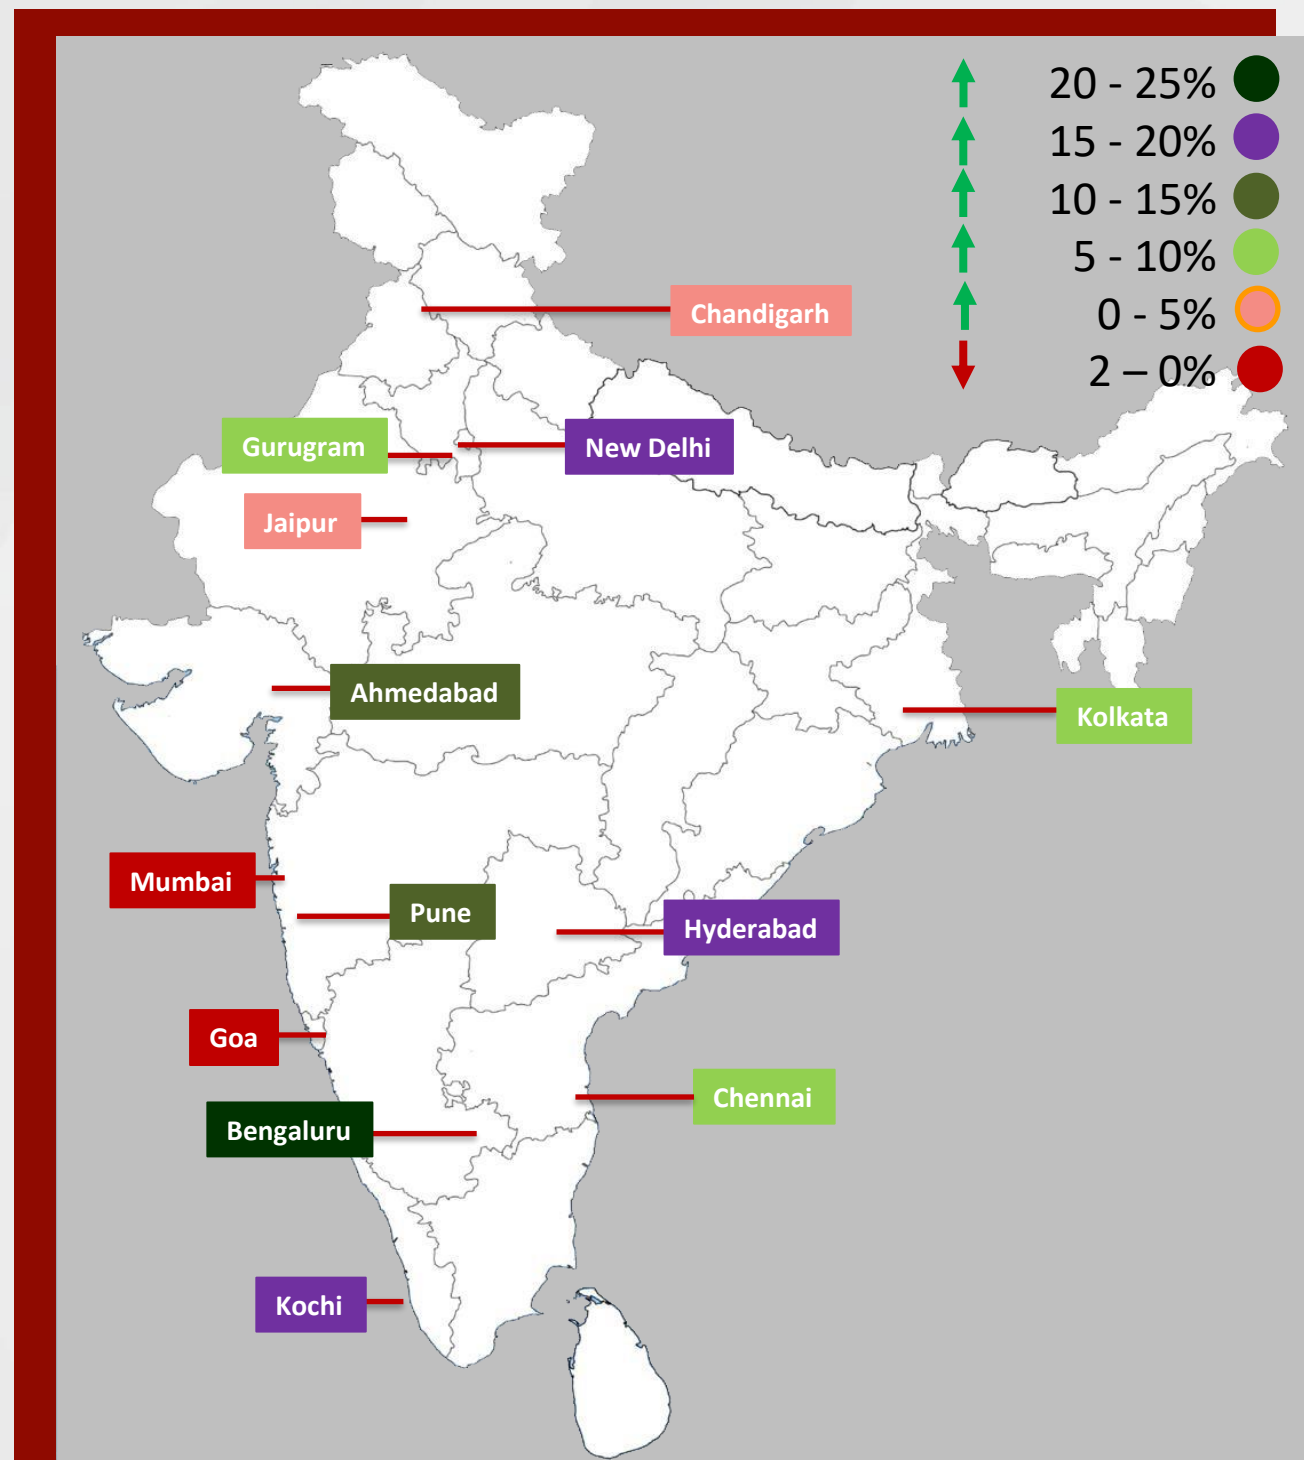 20 - 25%
15 - 20%
10 - 15%
5 - 10%
0 - 5%
2 – 0%
Chandigarh
Gurugram
New Delhi
Jaipur
Ahmedabad
Kolkata
Mumbai
Pune
Hyderabad
Goa
Chennai
Bengaluru
Kochi